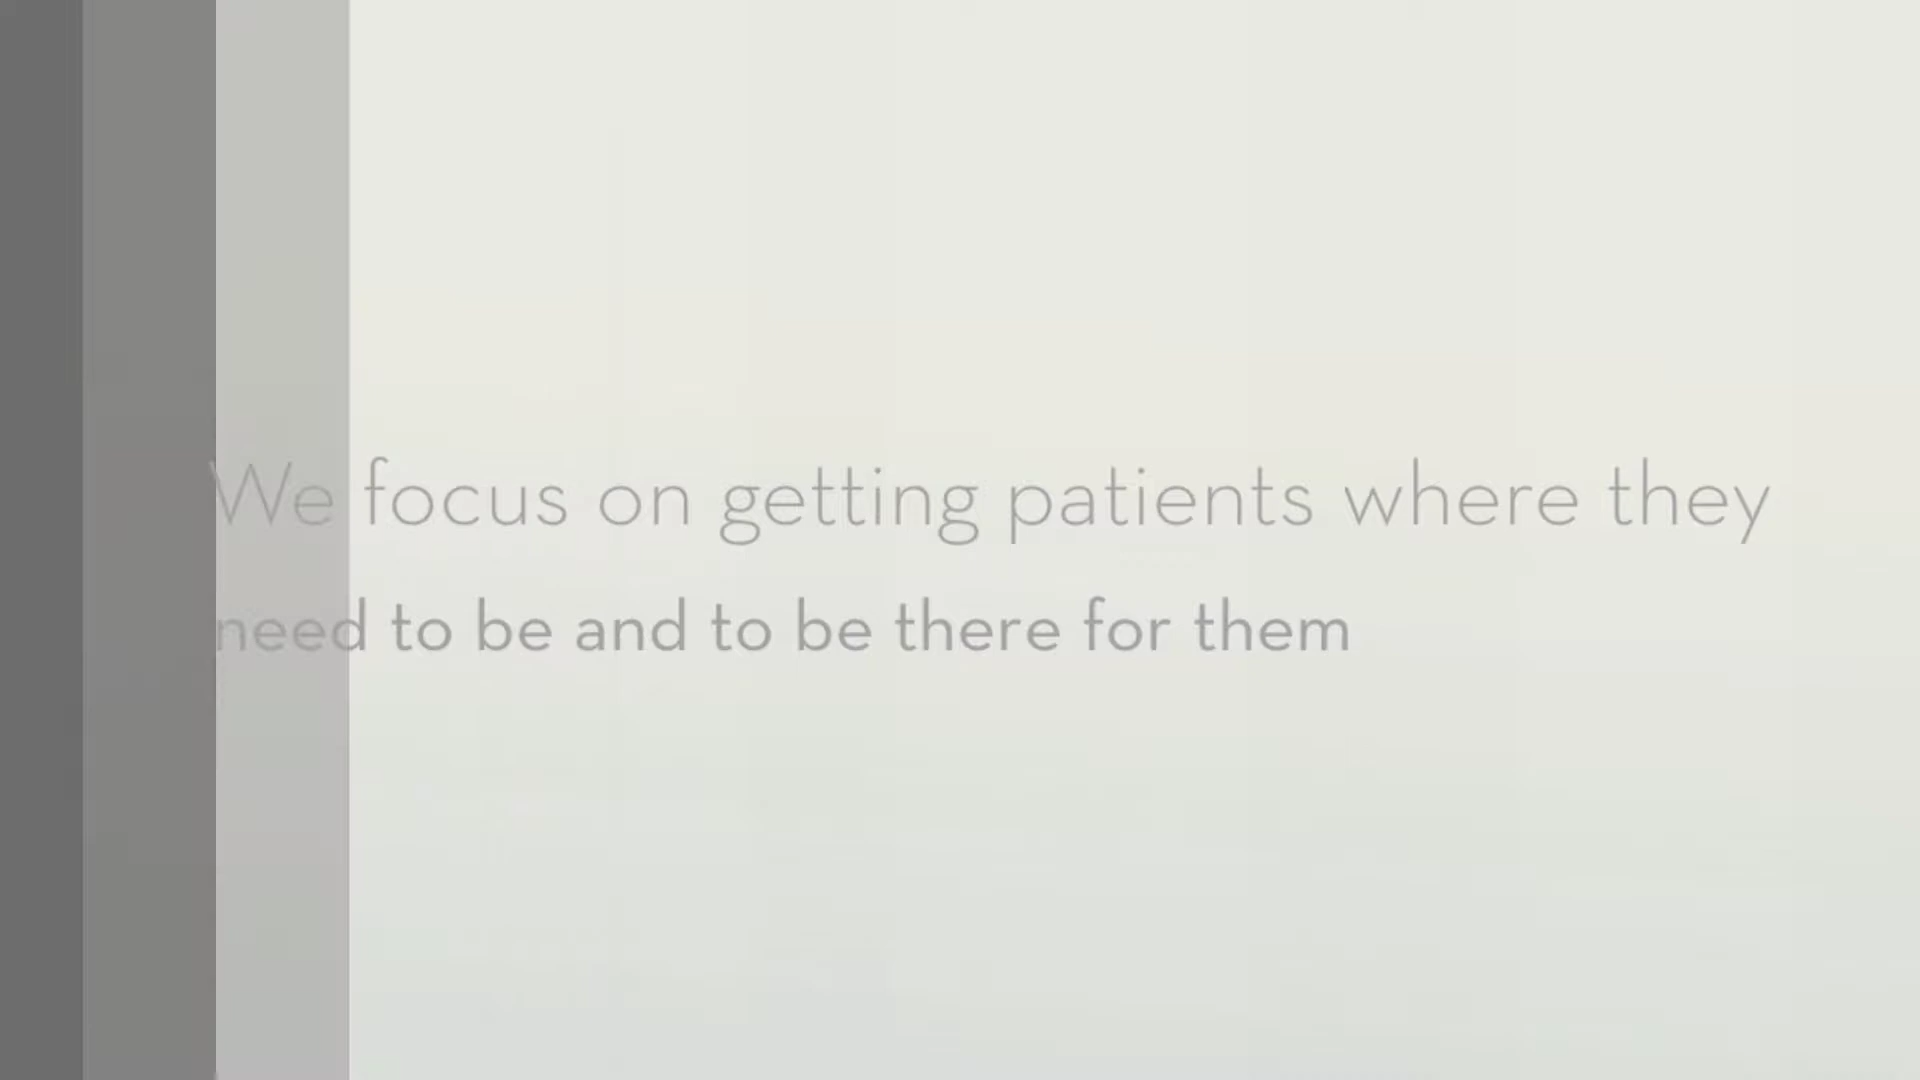 We focus on getting patients where they
need to be and to be there for them